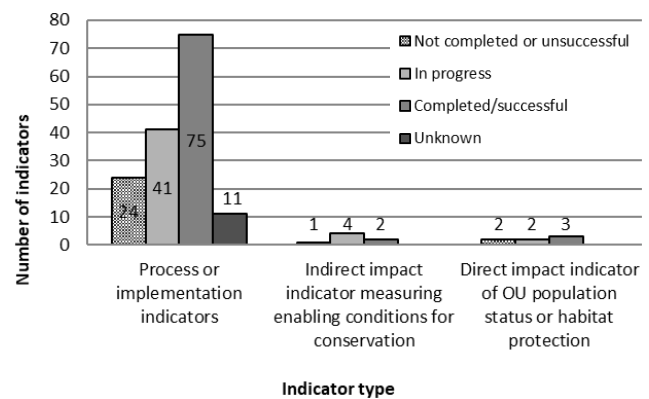 80
70
60
50
40
30
20
10
0
Number of indicators
Not completed or unsuccessful
In progress
Completed/successful
Unknown
24
41
75
11
1
4
2
2
2
3
Process or
implementation
indicators
Indirect impact
indicator measuring
enabling conditions for
conservation
Direct impact indicator
of OU population
status or habitat
protection
Indicator type